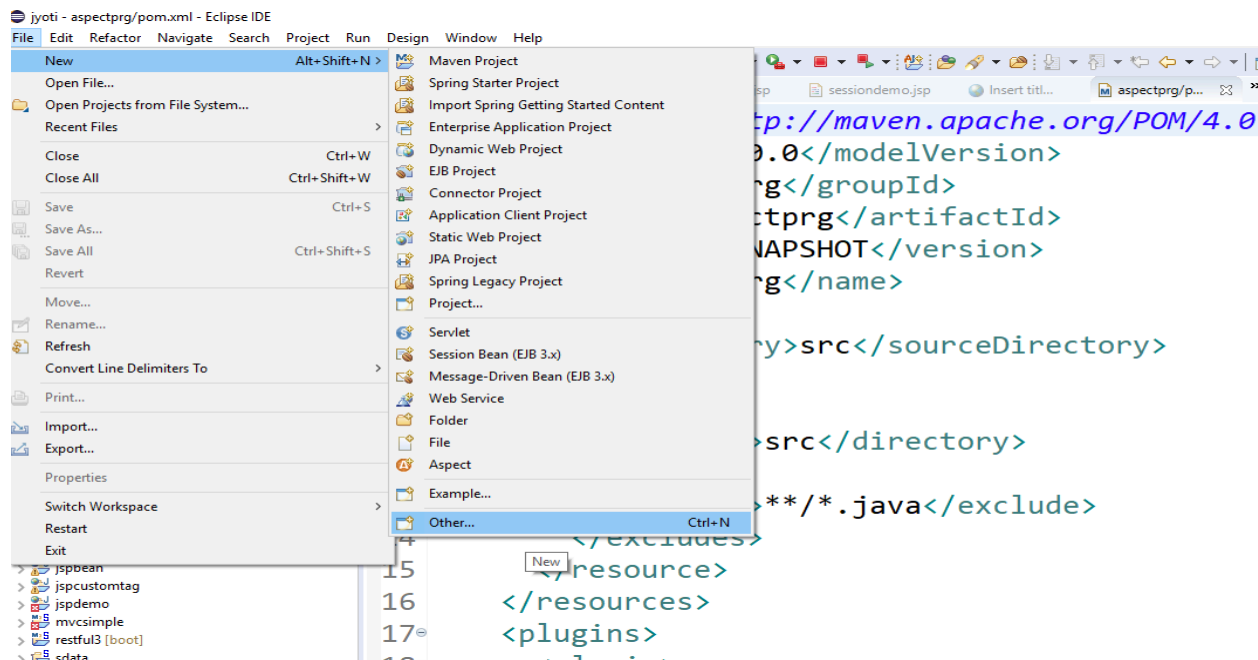 jyoti - aspectprg/pom.xml - Eclipse IDE
File Edit Refactor Navigate Search Project Run Design Window Help
New Alt+Shift+N >
Open File...
Open Projects from File System...
Recent Files >
Close Ctrl+W
Close All Ctrl+Shift+W
Save Ctrl+S
Save As...
Save All Ctrl+Shift+S
Revert
Move...
Rename...
Refresh
Convert Line Delimiters To >
Print...
Import...
Export...
Properties
Switch Workspace >
Restart
Exit
Maven Project
Spring Starter Project
Import Spring Getting Started Content
Enterprise Application Project
Dynamic Web Project
EJB Project
Connector Project
Application Client Project
Static Web Project
JPA Project
Spring Legacy Project
Project...
Servlet
Session Bean (EJB 3.x)
Message-Driven Bean (EJB 3.x)
Web Service
Folder
File
Aspect
Example...
Other... Ctrl+N
New
sp sessiondemo.jsp Insert titl... aspectprg/p...
tp://maven.apache.org/POM/4.0
0.0</modelVersion>
rg</groupId>
ctprg</artifactId>
NAPSHOT</version>
rg</name>
ry>src</sourceDirectory>
>src</directory>
>**/*.java</exclude>
14 </excludes>
15 </resource>
16 </resources>
17 <plugins>
jspbean
jspcustomtag
jspdemo
mvcsimple
restful3 [boot]
sdata